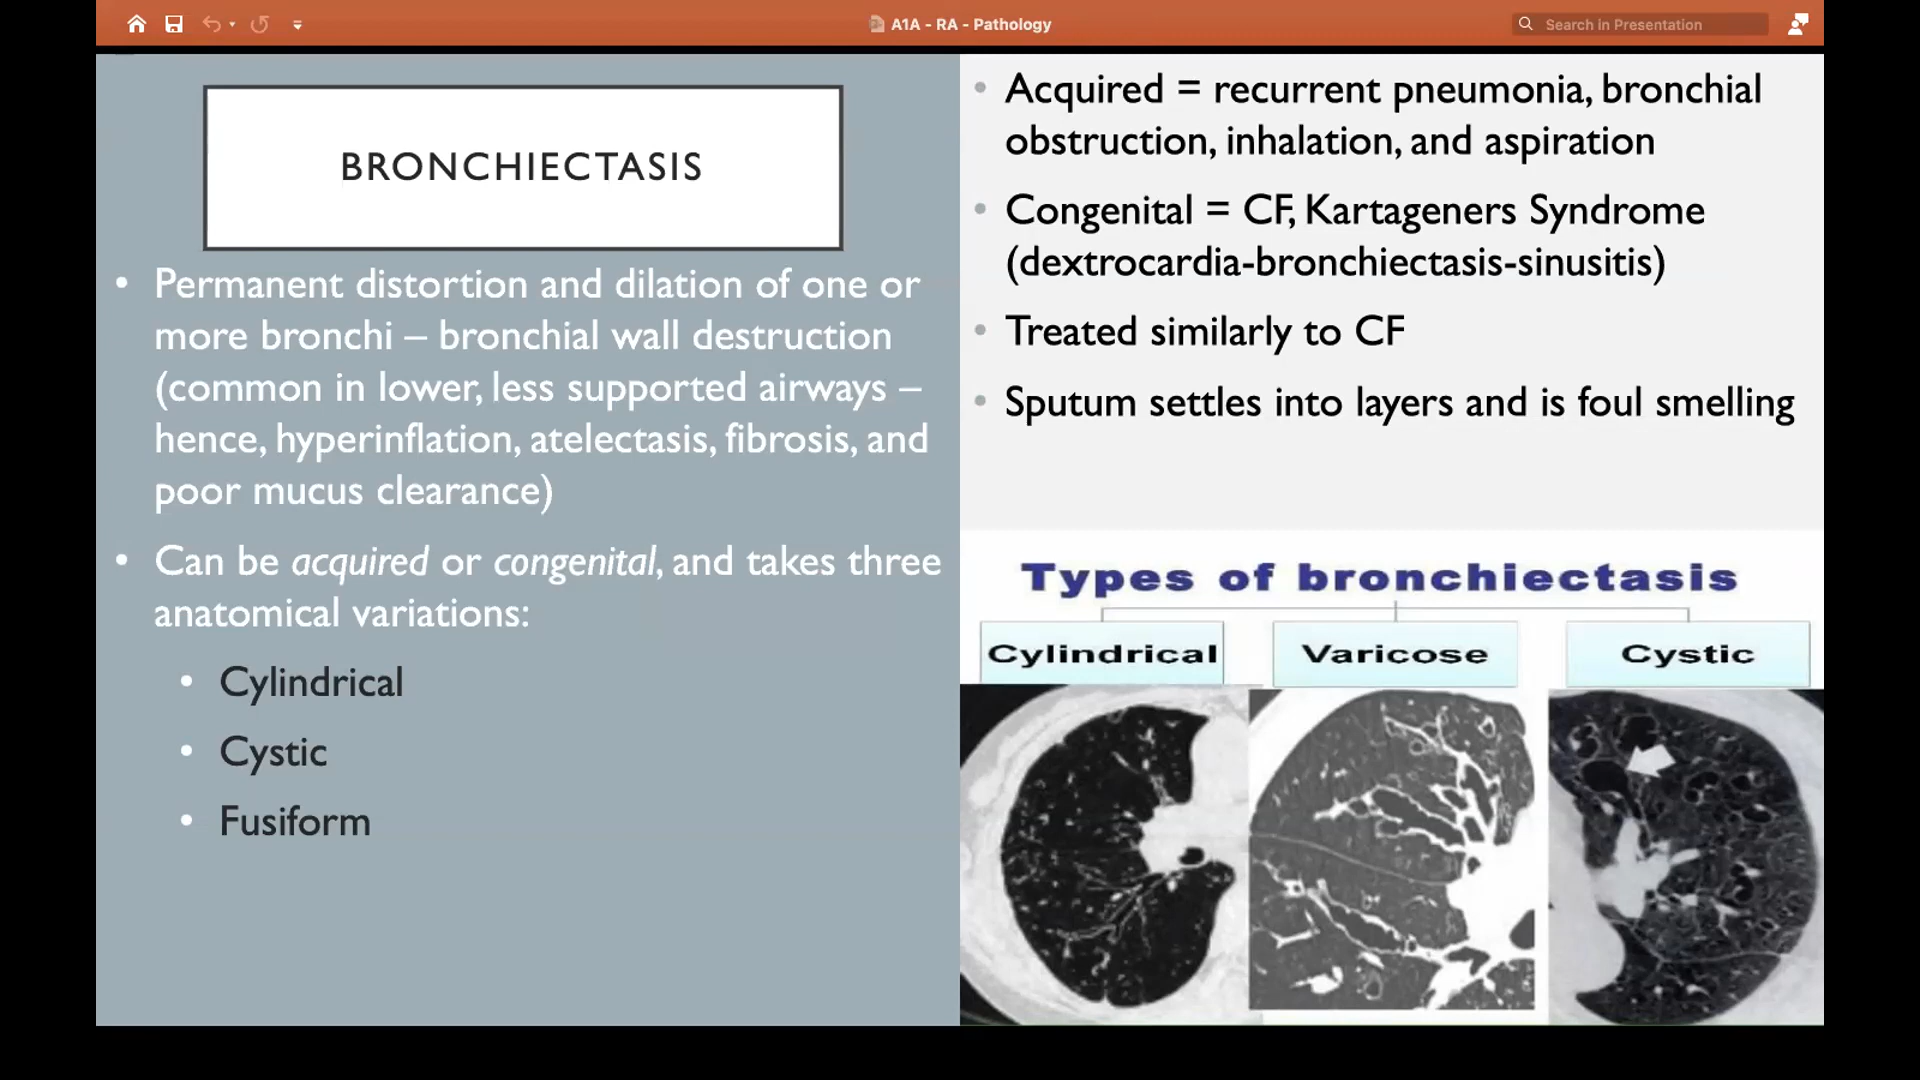 A1A - RA - Pathology
Search in Presentation
BRONCHIECTASIS
• Permanent distortion and dilation of one or
more bronchi – bronchial wall destruction
(common in lower, less supported airways –
hence, hyperinflation, atelectasis, fibrosis, and
poor mucus clearance)
• Can be acquired or congenital, and takes three
anatomical variations:
• Cylindrical
• Cystic
• Fusiform
• Acquired = recurrent pneumonia, bronchial
obstruction, inhalation, and aspiration
• Congenital = CF, Kartageners Syndrome
(dextrocardia-bronchiectasis-sinusitis)
• Treated similarly to CF
• Sputum settles into layers and is foul smelling
Types of bronchiectasis
Cylindrical
Varicose
Cystic